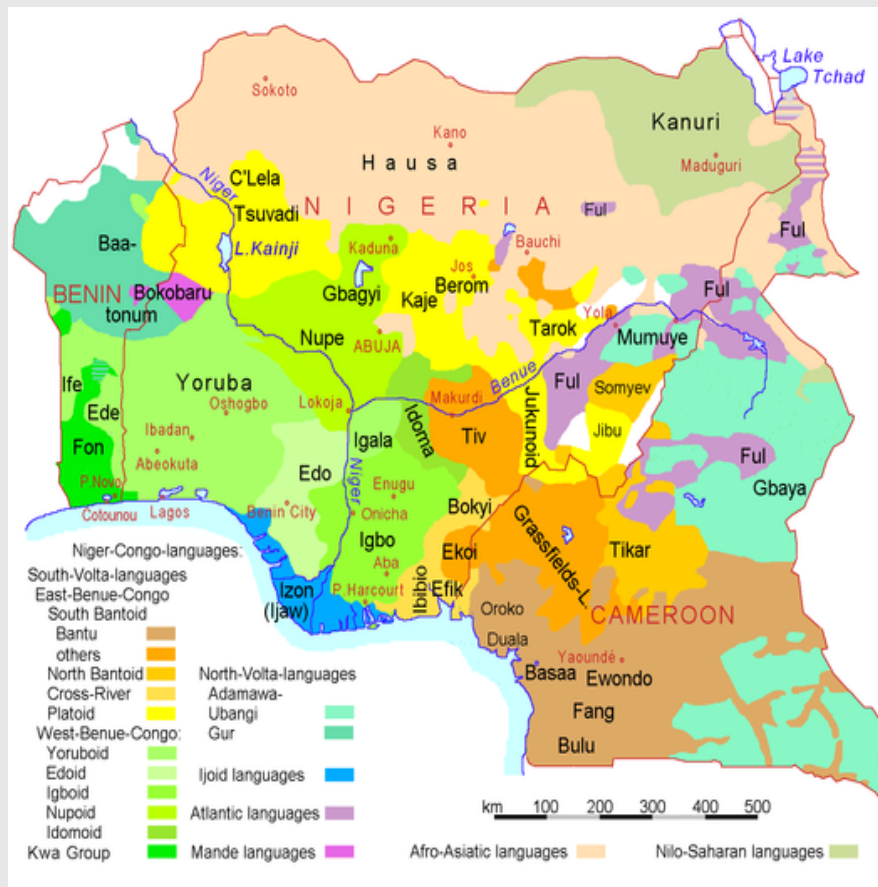 Lake
Tchad
Sokoto
Kanuri
Kano
Maduguri
Hausa
Niger
C'Lela
Tsuvadi
NIGERIA
Ful
Ful
Baa-
L.Kainji
Kaduna
Bauchi
Jos
Gbagyi
Berom
Kaje
Ful
BENIN
Bokobaru
tonum
Yola
Nupe
ABUJA
Tarok
Mumuye
Benue
Ife
Yoruba
Ful
Somyev
Ede
Oshogbo
Lokoja
Makurdi
Idoma
Jukunoid
Ibadan
Igala
Tiv
Jibu
Fon
Abeokuta
Edo
Niger
Ful
P.Novo
Enugu
Gbaya
Cotounou
Lagos
Benin City
Onicha
Bokyi
Grassfields-L.
Igbo
Ekoi
Tikar
Aba
Izon
(Ijaw)
P.Harcourt
Ibibio
Efik
Oroko
CAMEROON
Duala
Yaoundé
Basaa
Ewondo
Fang
Bulu
Niger-Congo-languages:
South-Volta-languages
East-Benue-Congo
South Bantoid
Bantu
others
North Bantoid
Cross-River
Platoid
West-Benue-Congo:
Yoruboid
Edoid
Igboid
Nupoid
Idomoid
Kwa Group
North-Volta-languages
Adamawa-
Ubangi
Gur
Ijoid languages
Atlantic languages
Mande languages
km 100 200 300 400 500
Afro-Asiatic languages
Nilo-Saharan languages